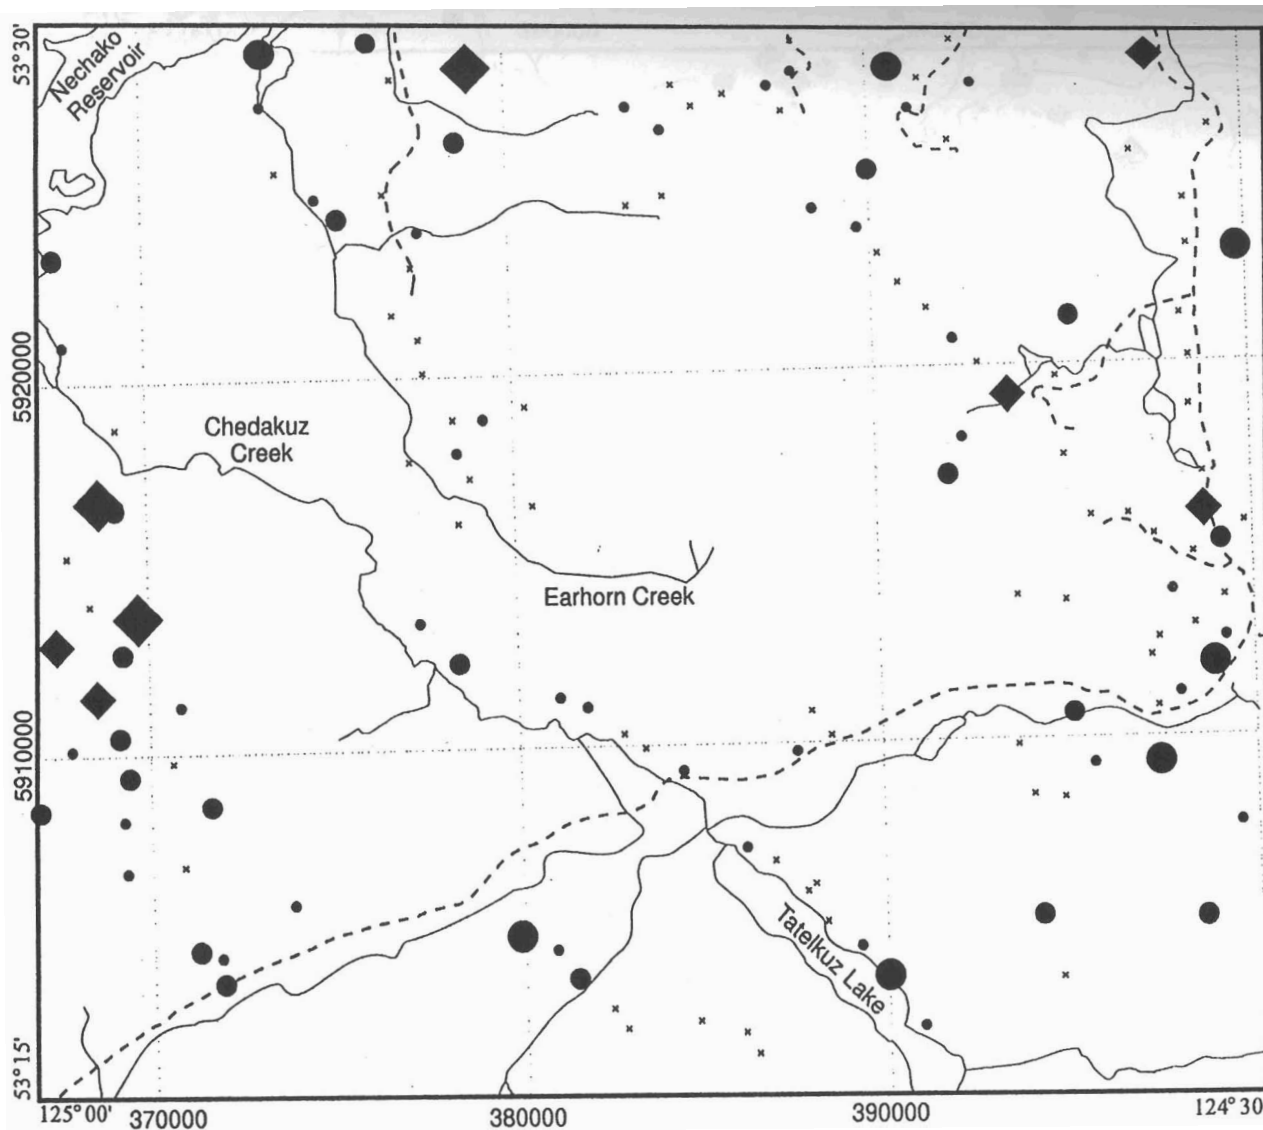 53° 30'
Nechako
Reservoir
5920000
Chedakuz
Creek
Earhorn Creek
5910000
Tatelkuz Lake
53° 15'
125° 00'
370000
380000
390000
124° 30'